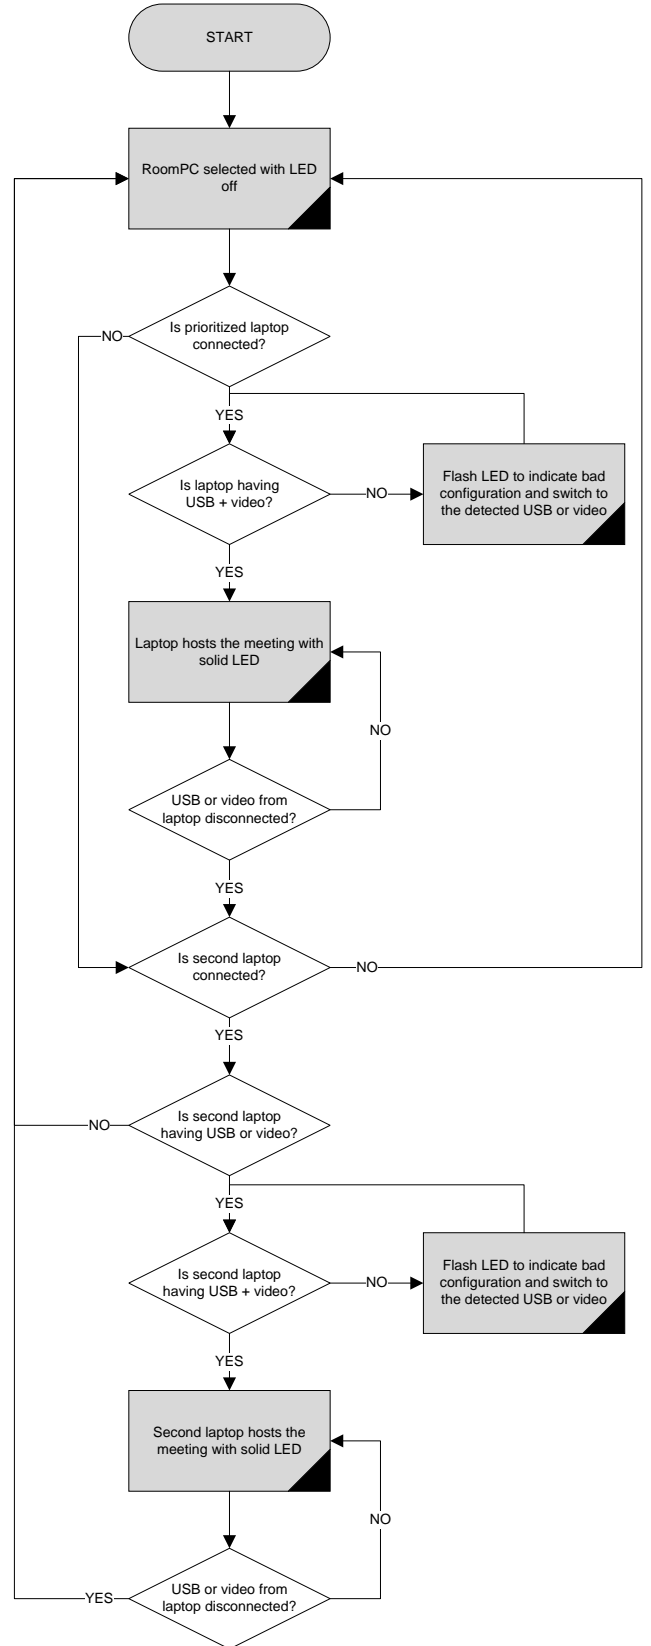 START
RoomPC selected with LED
off
Is prioritized laptop
connected?
NO
YES
Is laptop having
USB + video?
NO
Flash LED to indicate bad
configuration and switch to
the detected USB or video
YES
Laptop hosts the meeting with
solid LED
NO
USB or video from
laptop disconnected?
YES
Is second laptop
connected?
NO
YES
Is second laptop
having USB or video?
NO
YES
Is second laptop
having USB + video?
NO
Flash LED to indicate bad
configuration and switch to
the detected USB or video
YES
Second laptop hosts the
meeting with solid LED
NO
USB or video from
laptop disconnected?
YES